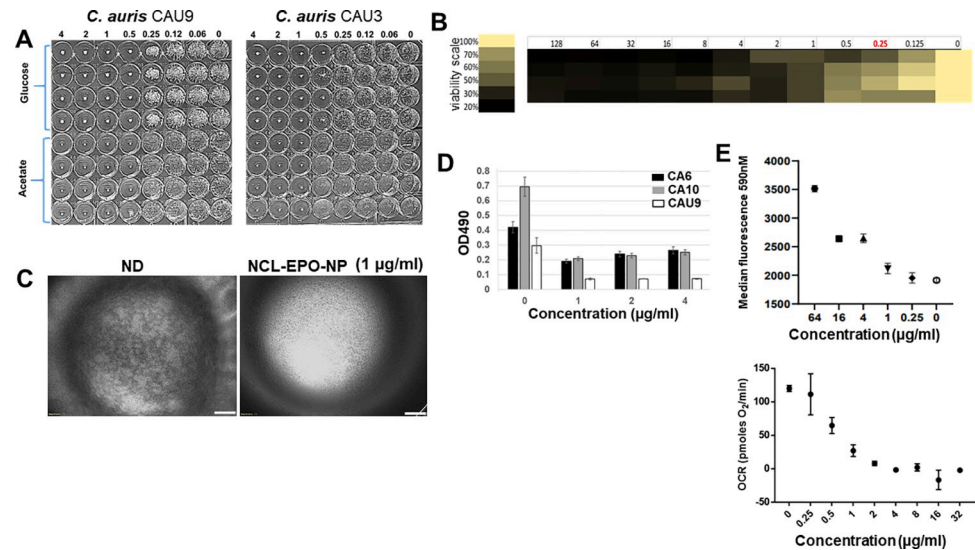 C. auris CAU9
C. auris CAU3
A
4 2 1 0.5 0.25 0.12 0.06 0
4 2 1 0.5 0.25 0.12 0.06 0
Glucose
Acetate
B
viability scale
100%
70%
60%
50%
30%
20%
128 64 32 16 8 4 2 1 0.5 0.25 0.125 0
C
ND
NCL-EPO-NP (1 µg/ml)
D
OD490
0.8
0.7
0.6
0.5
0.4
0.3
0.2
0.1
0
CA6
CA10
CAU9
0 1 2 4
Concentration (µg/ml)
E
Median fluorescence 590nM
4000
3500
3000
2500
2000
1500
64 16 4 1 0.25 0
Concentration (µg/ml)
OCR (pmoles O₂/min)
150
100
50
0
-50
0 0.25 0.5 1 2 4 8 16 32
Concentration (µg/ml)